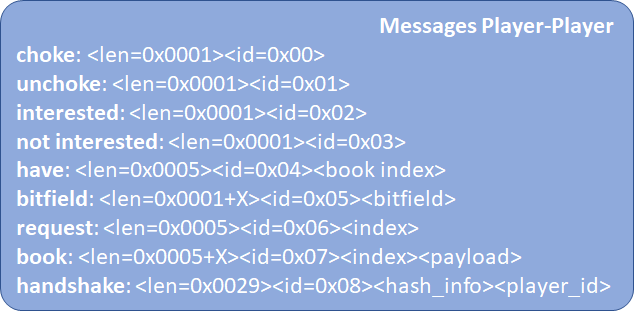 Messages Player-Player
choke: <len=0x0001><id=0x00>
unchoke: <len=0x0001><id=0x01>
interested: <len=0x0001><id=0x02>
not interested: <len=0x0001><id=0x03>
have: <len=0x0005><id=0x04><book index>
bitfield: <len=0x0001+X><id=0x05><bitfield>
request: <len=0x0005><id=0x06><index>
book: <len=0x0005+X><id=0x07><index><payload>
handshake: <len=0x0029><id=0x08><hash_info><player_id>